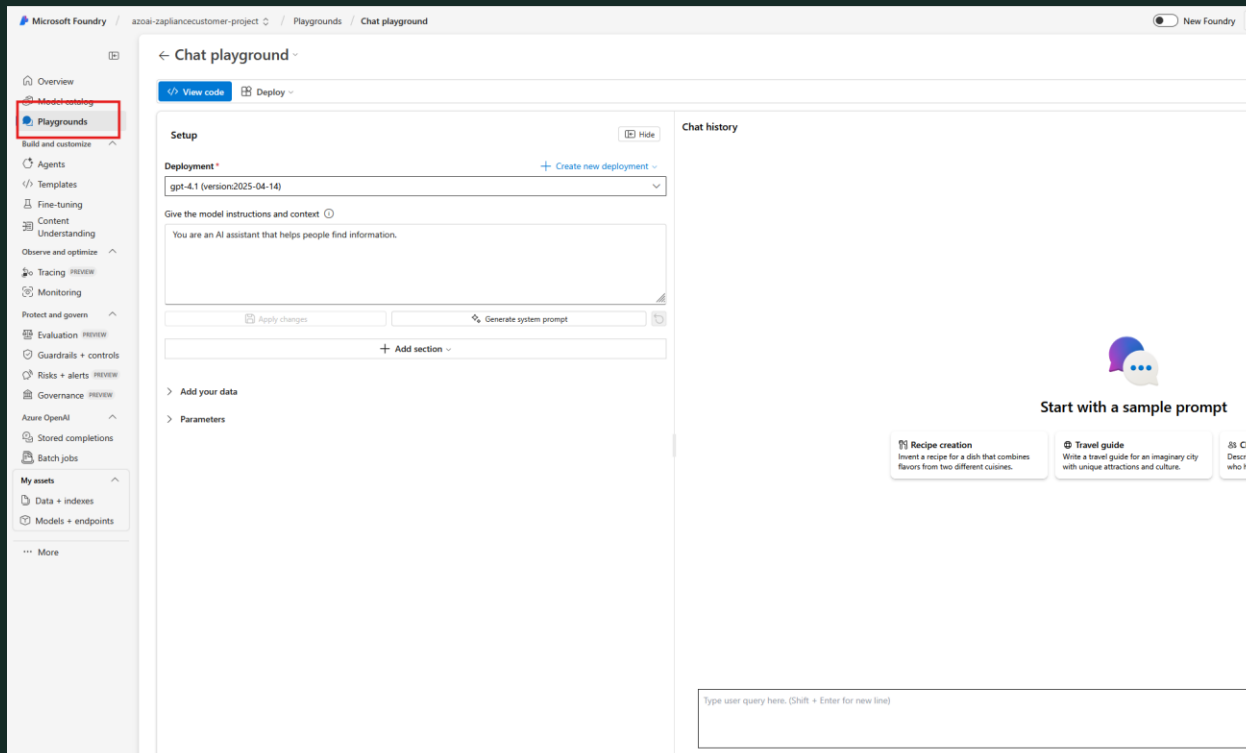 Microsoft Foundry / azoai-zapliancecustomer-project / Playgrounds / Chat playground
New Foundry
Overview
Model catalog
Playgrounds
Build and customize
Agents
Templates
Fine-tuning
Content
Understanding
Observe and optimize
Tracing PREVIEW
Monitoring
Protect and govern
Evaluation PREVIEW
Guardrails + controls
Risks + alerts PREVIEW
Governance PREVIEW
Azure OpenAI
Stored completions
Batch jobs
My assets
Data + indexes
Models + endpoints
More
Chat playground
View code
Deploy
Setup
Hide
Deployment *
Create new deployment
gpt-4.1 (version:2025-04-14)
Give the model instructions and context
You are an AI assistant that helps people find information.
Apply changes
Generate system prompt
Add section
Add your data
Parameters
Chat history
Start with a sample prompt
Recipe creation
Invent a recipe for a dish that combines
flavors from two different cuisines.
Travel guide
Write a travel guide for an imaginary city
with unique attractions and culture.
Type user query here. (Shift + Enter for new line)